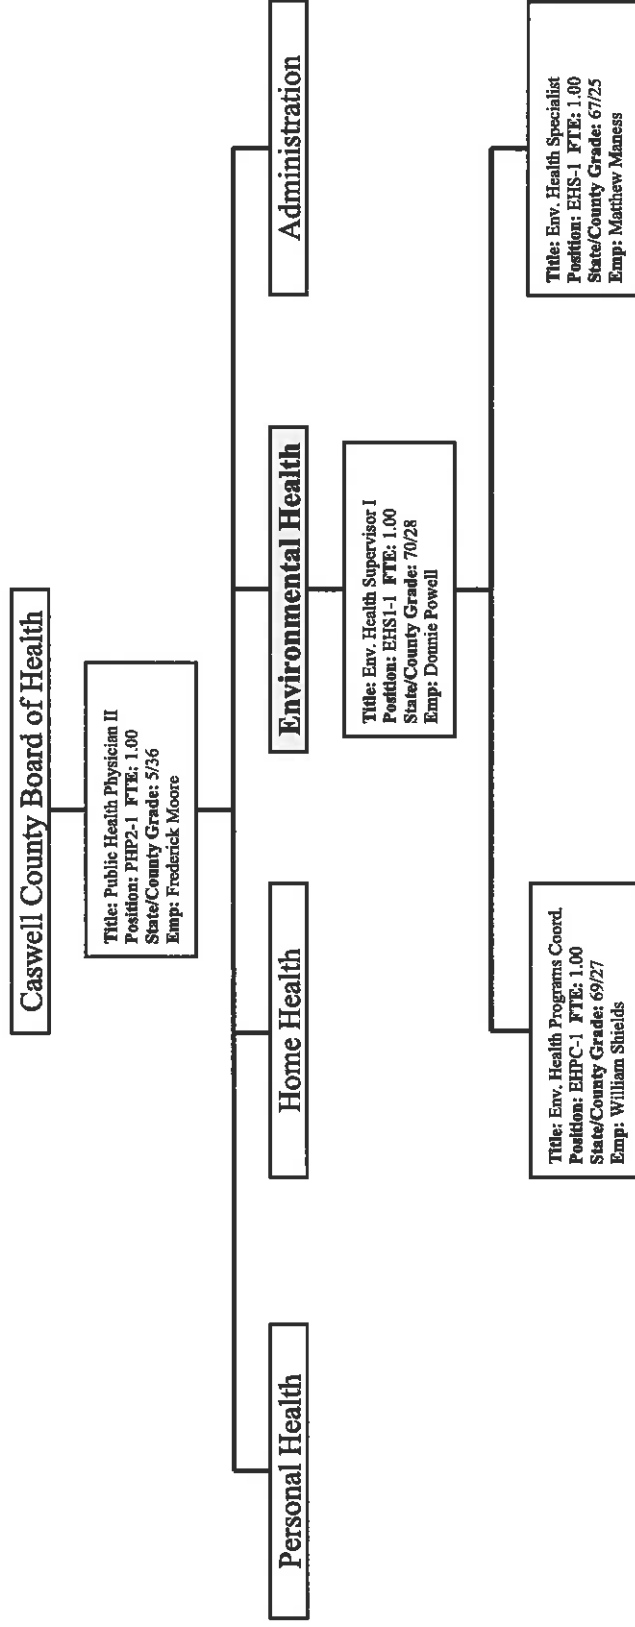 Caswell County Board of Health
Title: Public Health Physician II
Position: PHP2-1 FTE: 1.00
State/County Grade: 5/36
Emp: Frederick Moore
Personal Health
Home Health
Environmental Health
Administration
Title: Env. Health Supervisor I
Position: EHS1-1 FTE: 1.00
State/County Grade: 70/28
Emp: Donnie Powell
Title: Env. Health Programs Coord.
Position: EHPC-1 FTE: 1.00
State/County Grade: 69/27
Emp: William Shields
Title: Env. Health Specialist
Position: EHS-1 FTE: 1.00
State/County Grade: 67/25
Emp: Matthew Maness